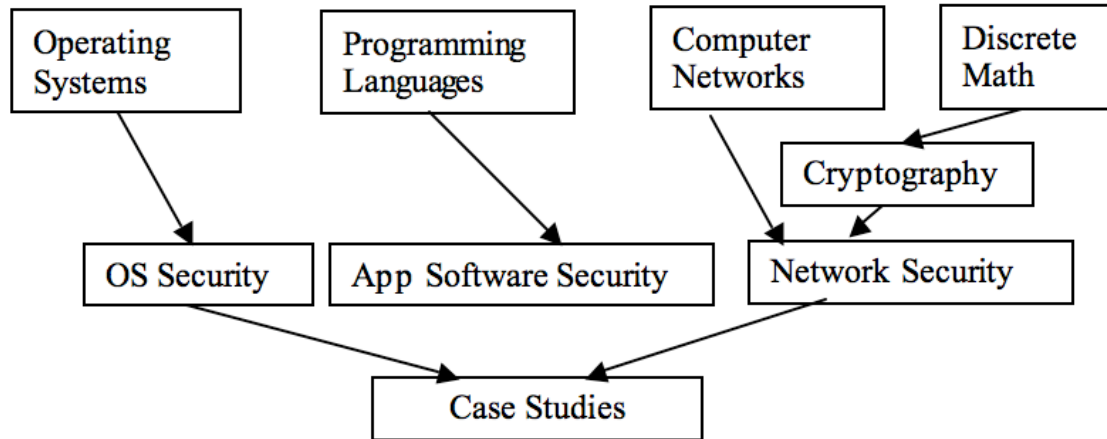 Operating
Systems
Programming
Languages
Computer
Networks
Discrete
Math
Cryptography
OS Security
App Software Security
Network Security
Case Studies